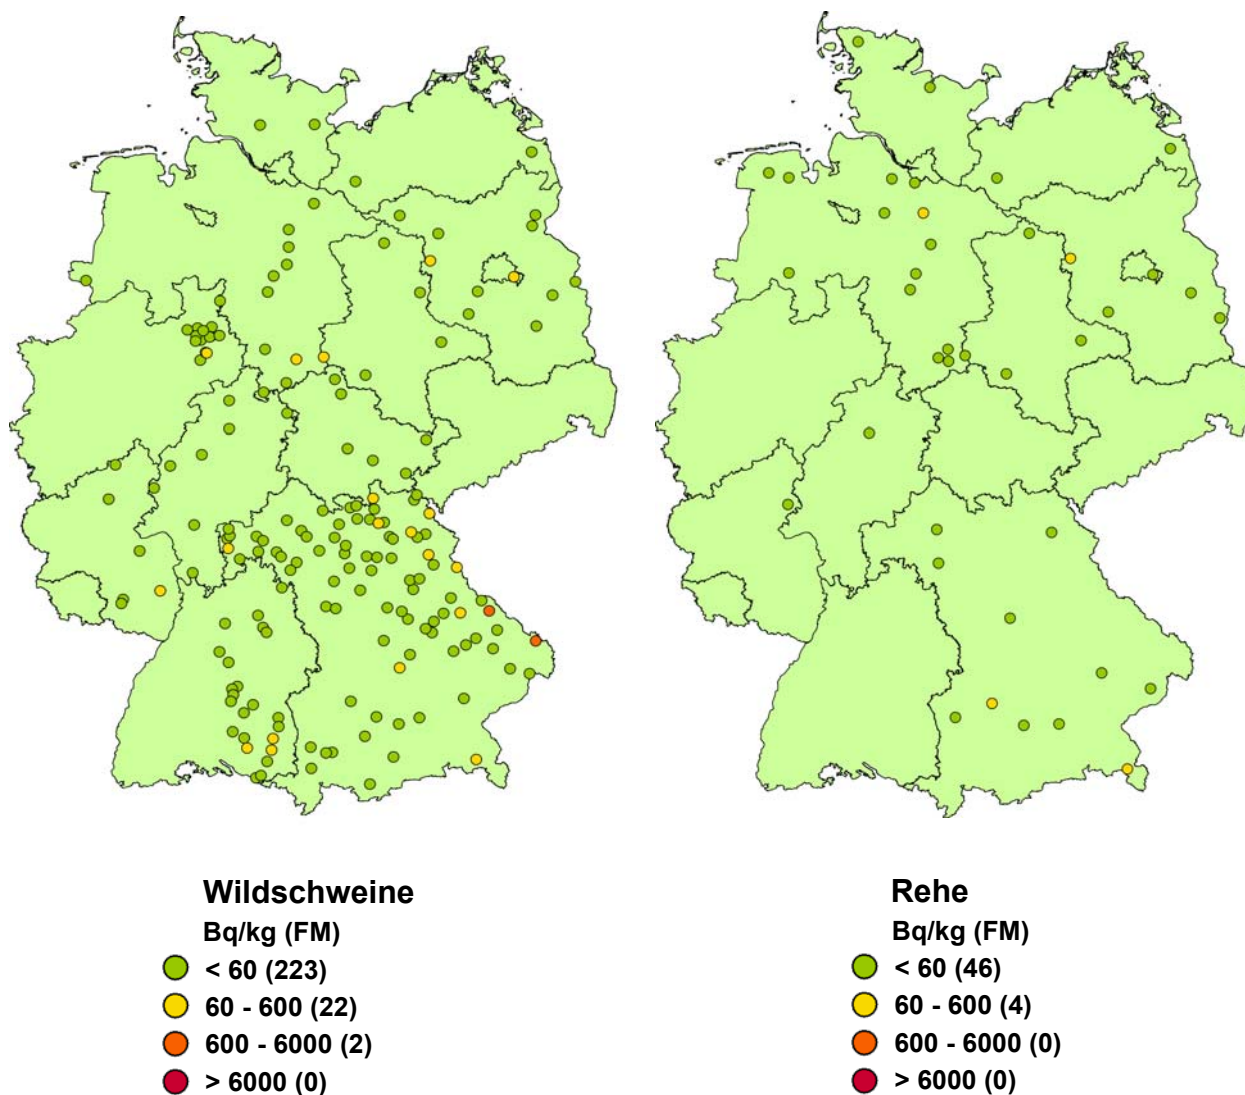 Wildschweine
Bq/kg (FM)
< 60 (223)
60 - 600 (22)
600 - 6000 (2)
> 6000 (0)
Rehe
Bq/kg (FM)
< 60 (46)
60 - 600 (4)
600 - 6000 (0)
> 6000 (0)